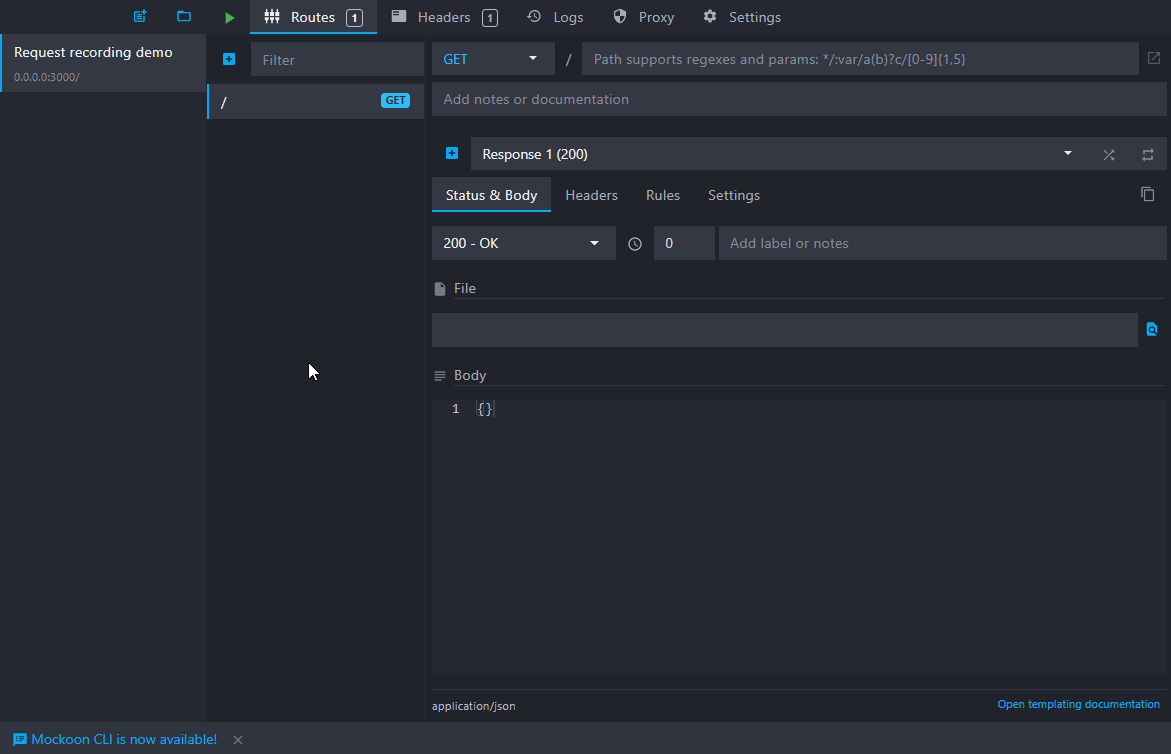 Routes 1 Headers 1 Logs Proxy Settings
Request recording demo
0.0.0.0:3000/
Filter
/ GET
GET / Path supports regexes and params: */:var/a(b)?c/[0-9]{1,5}
Add notes or documentation
Response 1 (200)
Status & Body Headers Rules Settings
200 - OK 0 Add label or notes
File
Body
1 {}
application/json Open templating documentation
Mockoon CLI is now available!